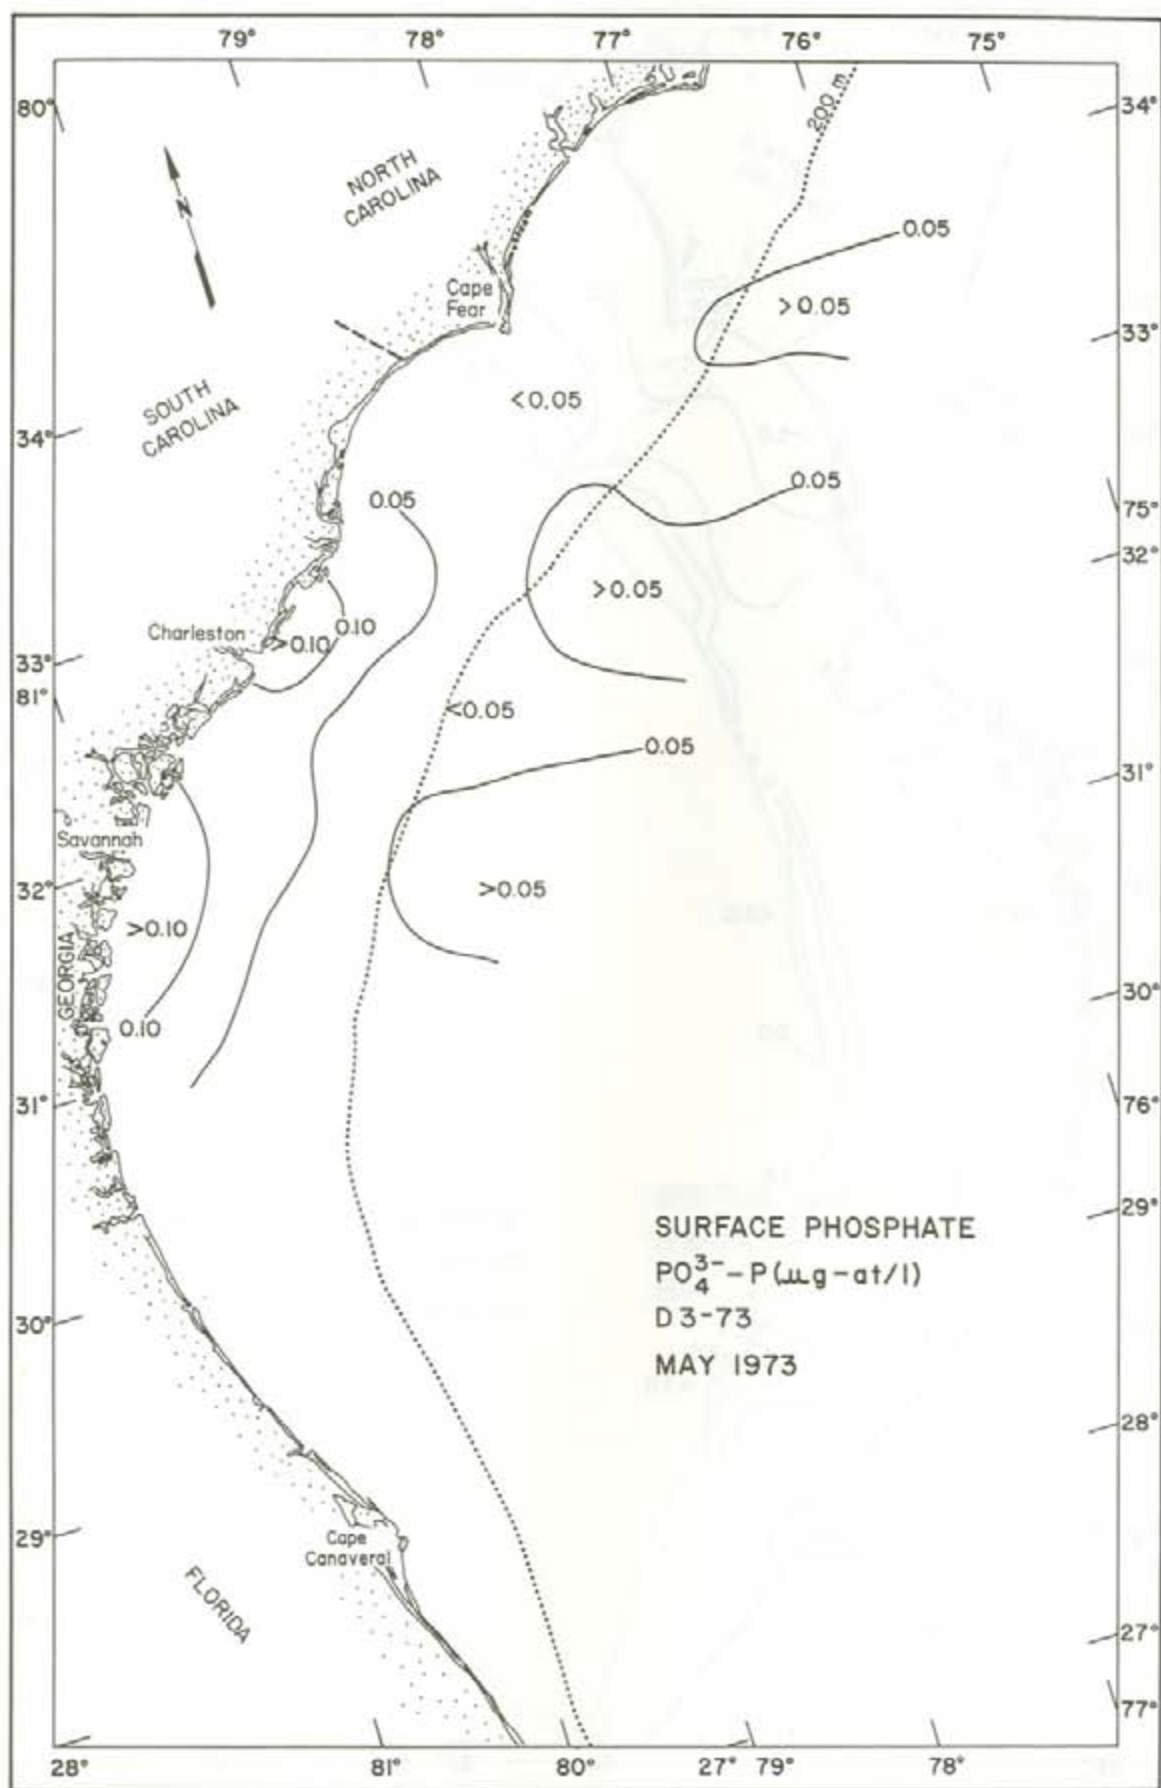 79° 78° 77° 76° 75°
80°
34°
200 m
N
NORTH
CAROLINA
0.05
>0.05
Cape
Fear
33°
SOUTH
CAROLINA
<0.05
34°
0.05
0.05
75°
32°
>0.05
Charleston
0.10
>0.10
33°
81°
<0.05
0.05
31°
Savannah
32°
>0.05
>0.10
GEORGIA
30°
0.10
31°
76°
29°
SURFACE PHOSPHATE
PO₄³⁻-P (µg-at/l)
D3-73
MAY 1973
30°
28°
29°
Cape
Canaveral
FLORIDA
27°
77°
28° 81° 80° 27° 79° 78°